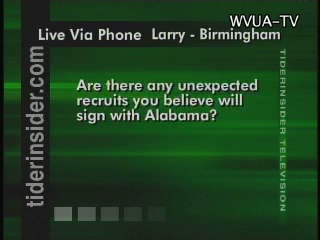 WVUA-TV
Live Via Phone Larry - Birmingham
Are there any unexpected
recruits you believe will
sign with Alabama?
tiderinsider.com
TIDERINSIDER TELEVISION